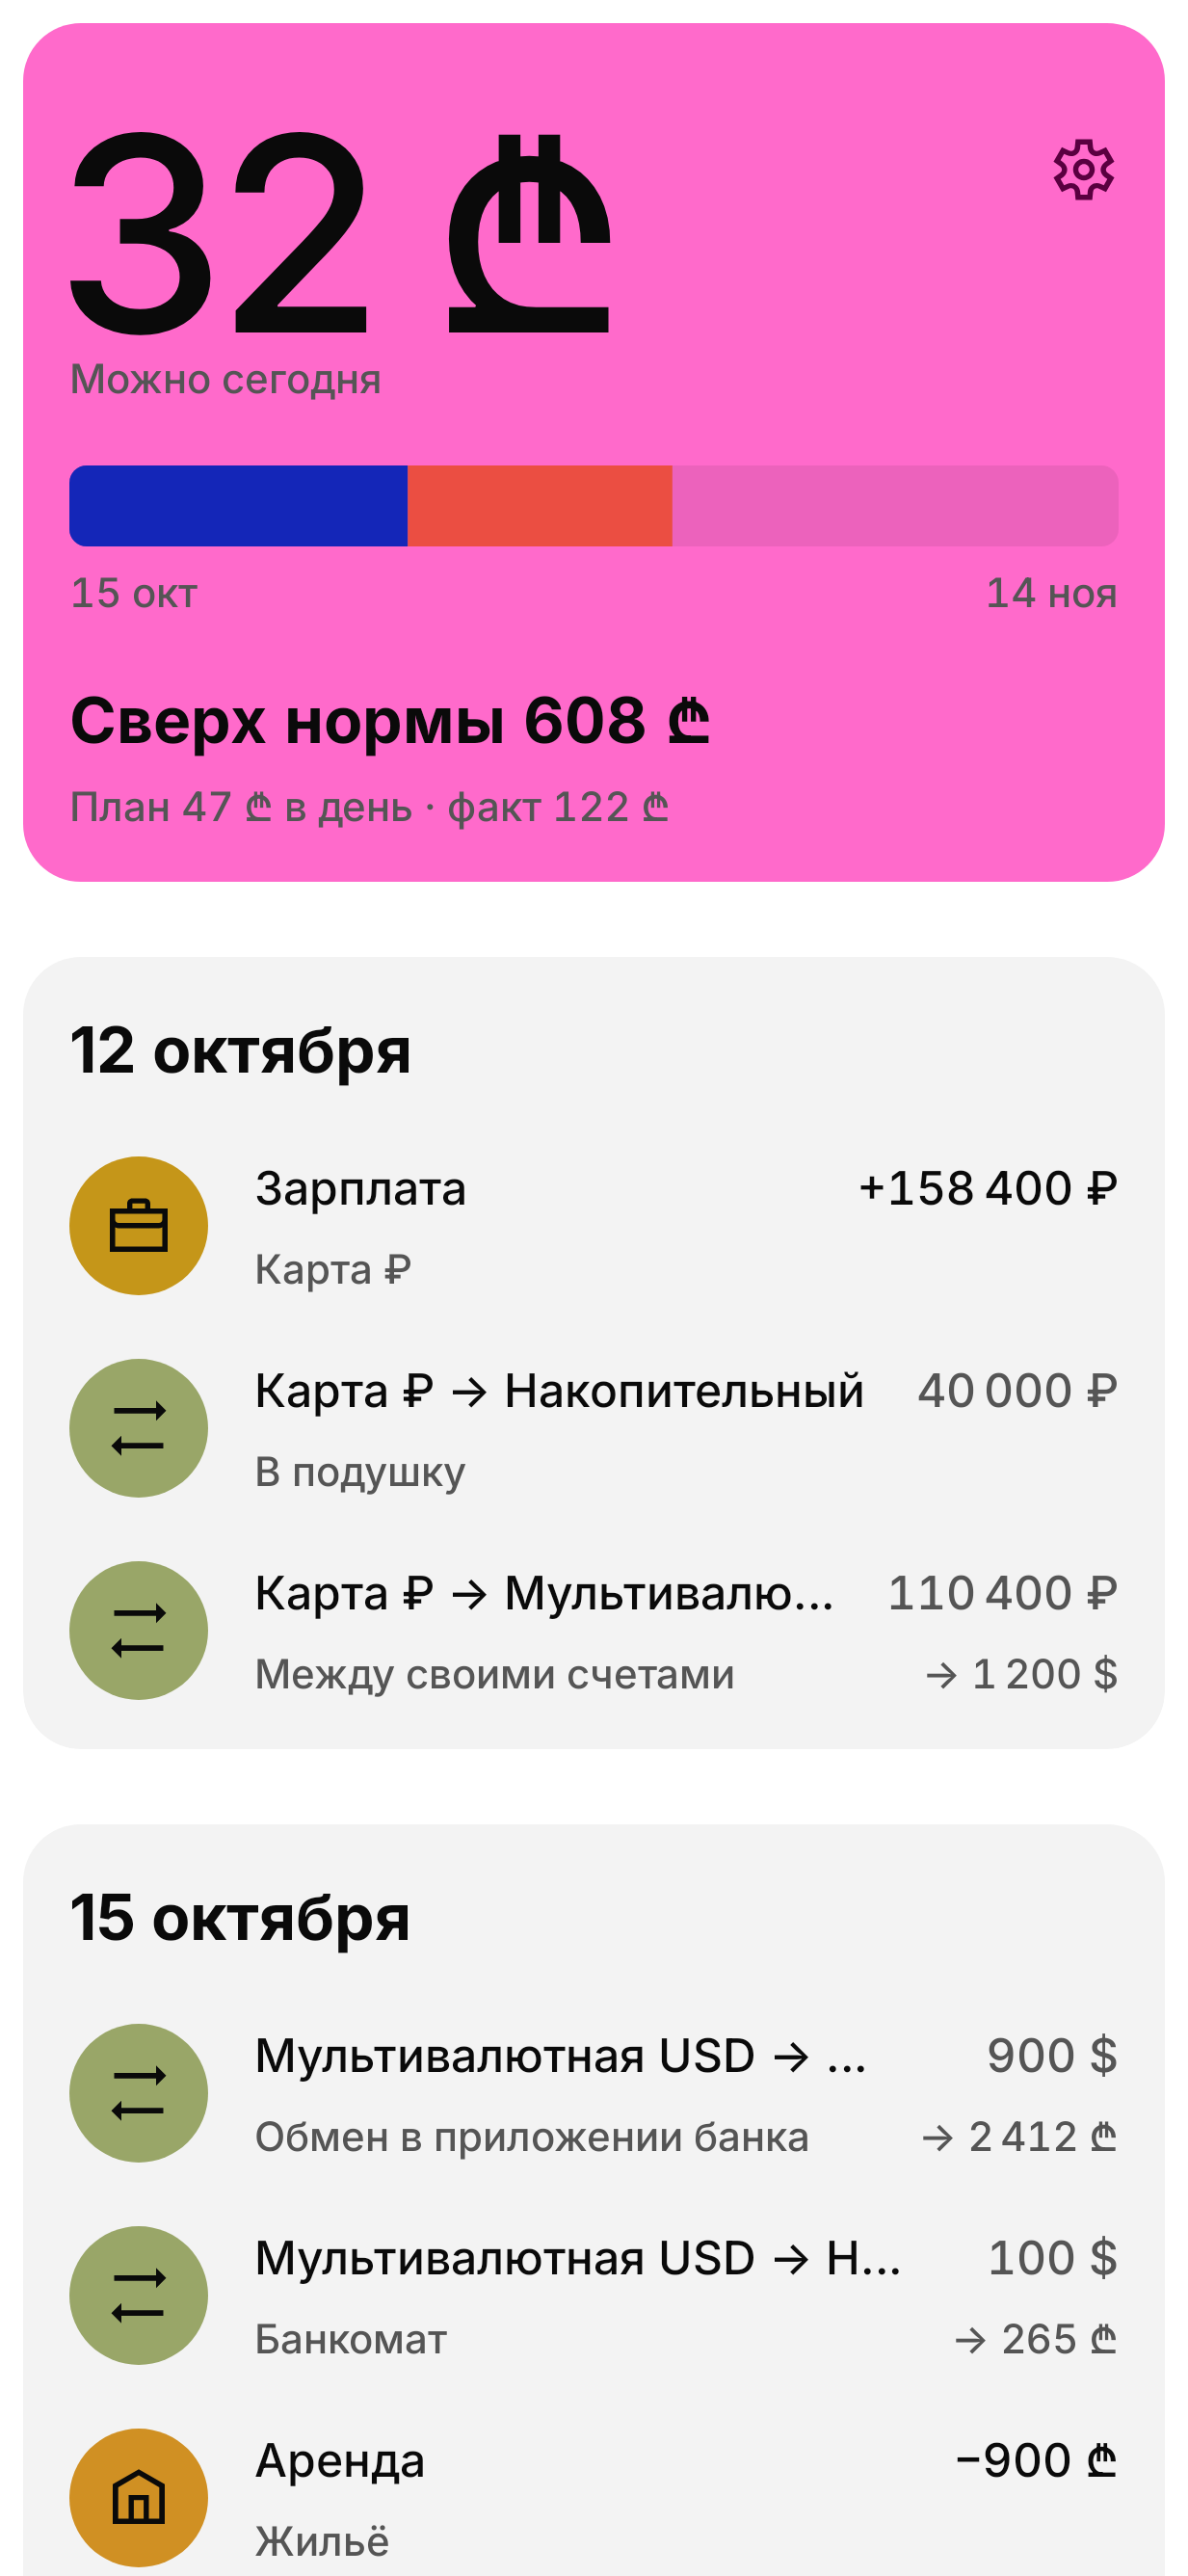 32 ₾
Можно сегодня
15 окт
14 ноя
Сверх нормы 608 ₾
План 47 ₾ в день · факт 122 ₾
12 октября
Зарплата
+158 400 ₽
Карта ₽
Карта ₽ → Накопительный
40 000 ₽
В подушку
Карта ₽ → Мультивалю...
110 400 ₽
Между своими счетами
→ 1 200 $
15 октября
Мультивалютная USD → ...
900 $
Обмен в приложении банка
→ 2 412 ₾
Мультивалютная USD → Н...
100 $
Банкомат
→ 265 ₾
Аренда
−900 ₾
Жильё